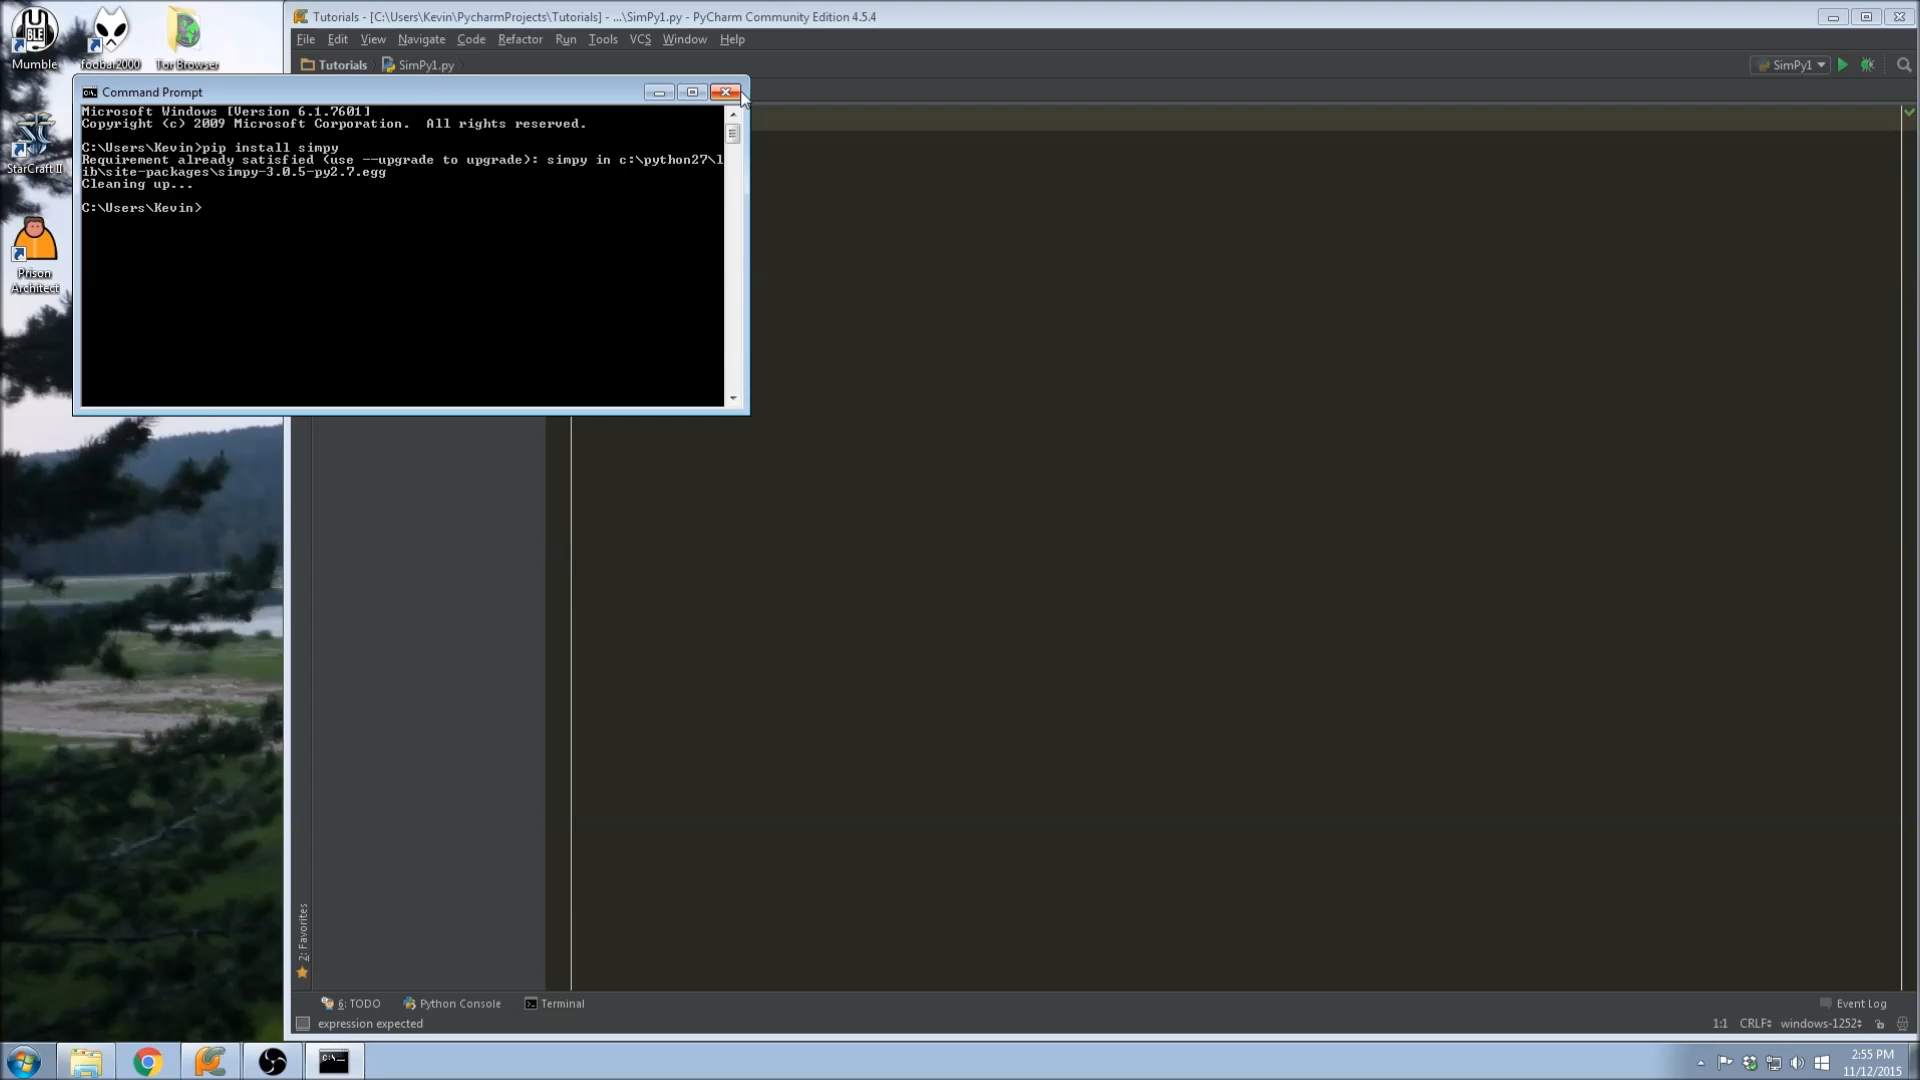 Mumble
foobar2000
Tor Browser
StarCraft II
Prison
Architect
Tutorials - [C:\Users\Kevin\PycharmProjects\Tutorials] - ...\SimPy1.py - PyCharm Community Edition 4.5.4
File Edit View Navigate Code Refactor Run Tools VCS Window Help
Tutorials SimPy1.py
SimPy1
Command Prompt
Microsoft Windows [Version 6.1.7601]
Copyright (c) 2009 Microsoft Corporation. All rights reserved.
C:\Users\Kevin>pip install simpy
Requirement already satisfied (use --upgrade to upgrade): simpy in c:\python27\l
ib\site-packages\simpy-3.0.5-py2.7.egg
Cleaning up...
C:\Users\Kevin>
2: Favorites
6: TODO Python Console Terminal
Event Log
expression expected
1:1 CRLF÷ windows-1252÷
2:55 PM
11/12/2015